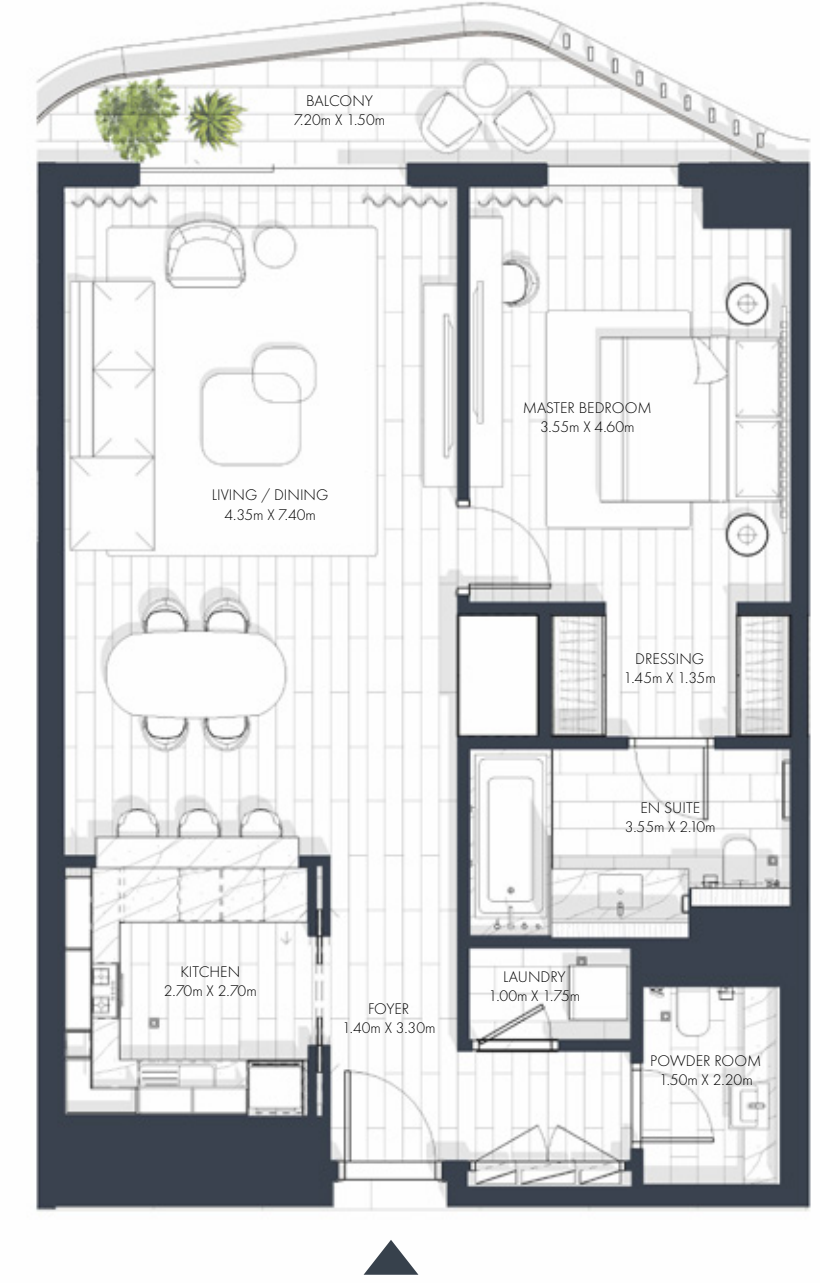 BALCONY
7.20m X 1.50m
MASTER BEDROOM
3.55m X 4.60m
LIVING / DINING
4.35m X 7.40m
DRESSING
1.45m X 1.35m
EN SUITE
3.55m X 2.10m
KITCHEN
2.70m X 2.70m
LAUNDRY
1.00m X 1.75m
FOYER
1.40m X 3.30m
POWDER ROOM
1.50m X 2.20m